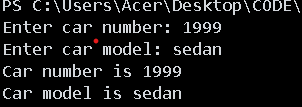 PS C:\Users\Acer\Desktop\CODE\
Enter car number: 1999
Enter car model: sedan
Car number is 1999
Car model is sedan